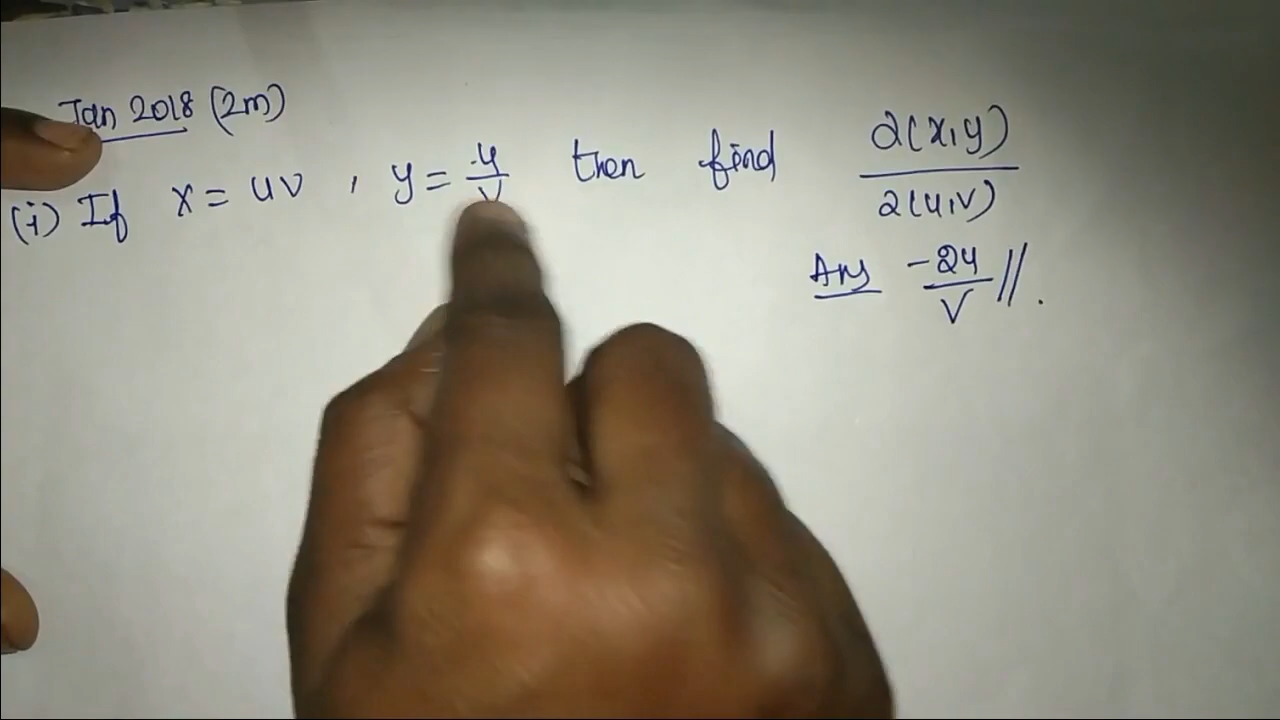 Jan 2018 (2m)
(i) If x = uv , y = u/v then find ∂(x,y)/∂(u,v)
Ans -2u/v //.